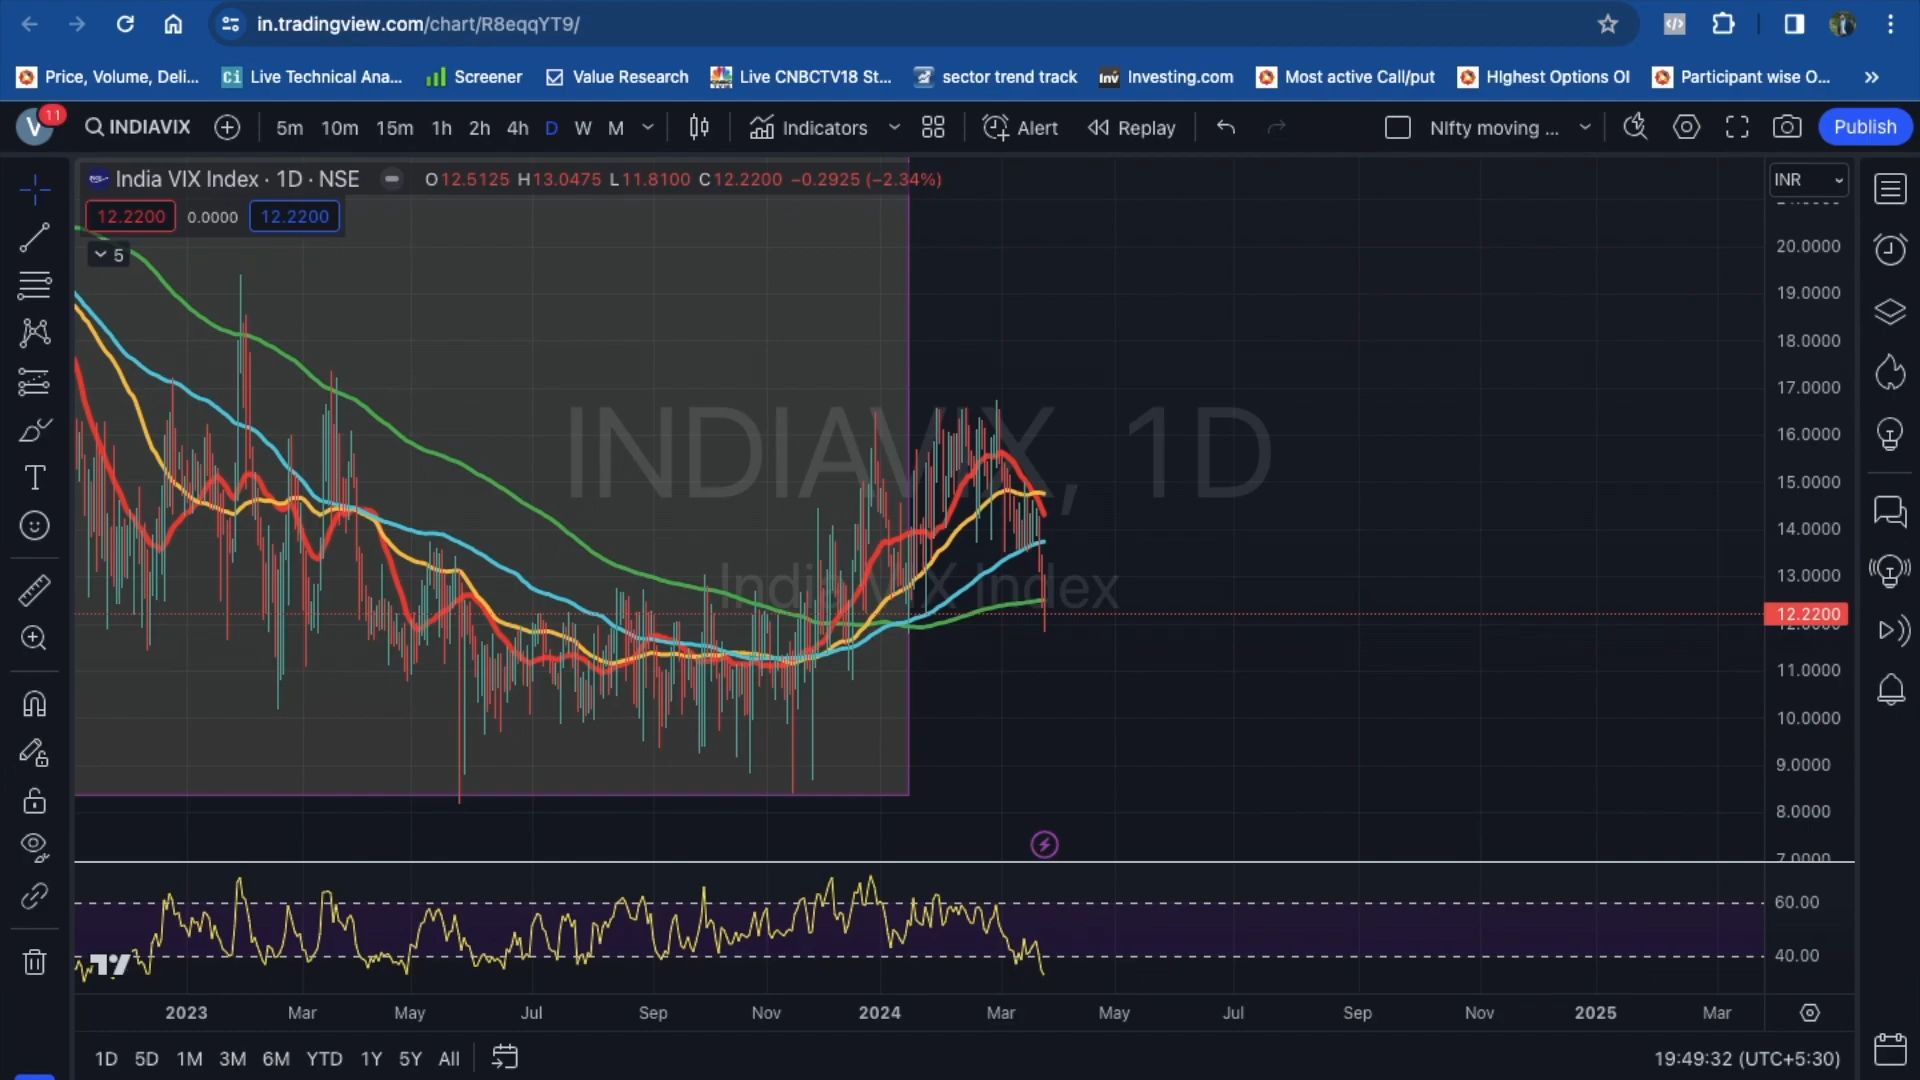 in.tradingview.com/chart/R8eqqYT9/
Price, Volume, Deli... Live Technical Ana... Screener Value Research Live CNBCTV18 St... sector trend track Inv Investing.com Most active Call/put HIghest Options OI Participant wise O... »
V 11 INDIAVIX 5m 10m 15m 1h 2h 4h D W M Indicators Alert Replay NIfty moving ... Publish
India VIX Index · 1D · NSE O12.5125 H13.0475 L11.8100 C12.2200 −0.2925 (−2.34%) INR
12.2200 0.0000 12.2200
5
20.0000
19.0000
18.0000
17.0000
INDIAVIX, 1D
16.0000
15.0000
14.0000
India VIX Index
13.0000
12.2200
12.0000
11.0000
10.0000
9.0000
8.0000
7.0000
60.00
40.00
2023 Mar May Jul Sep Nov 2024 Mar May Jul Sep Nov 2025 Mar
1D 5D 1M 3M 6M YTD 1Y 5Y All 19:49:32 (UTC+5:30)